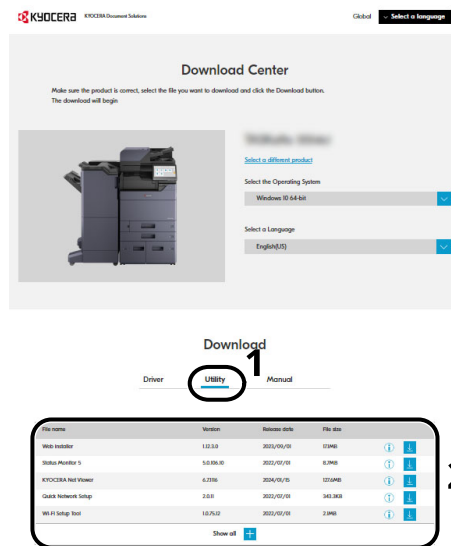 KYOCERA KYOCERA Document Solutions Global Select a language
Download Center
Make sure the product is correct, select the file you want to download and click the Download button.
The download will begin
Select a different product
Select the Operating System
Windows 10 64-bit
Select a Language
English(US)
Download
1
Driver Utility Manual
File name Version Release date File size
Web Installer 1.12.3.0 2023/09/01 17.1MB
Status Monitor 5 5.0.106.10 2022/07/01 8.7MB
KYOCERA Net Viewer 2024/01/15 127.6MB
Quick Network Setup 2.0.11 2022/07/01 343.3KB
Wi-Fi Setup Tool 1.0.75.12 2022/07/01 2.1MB
Show all